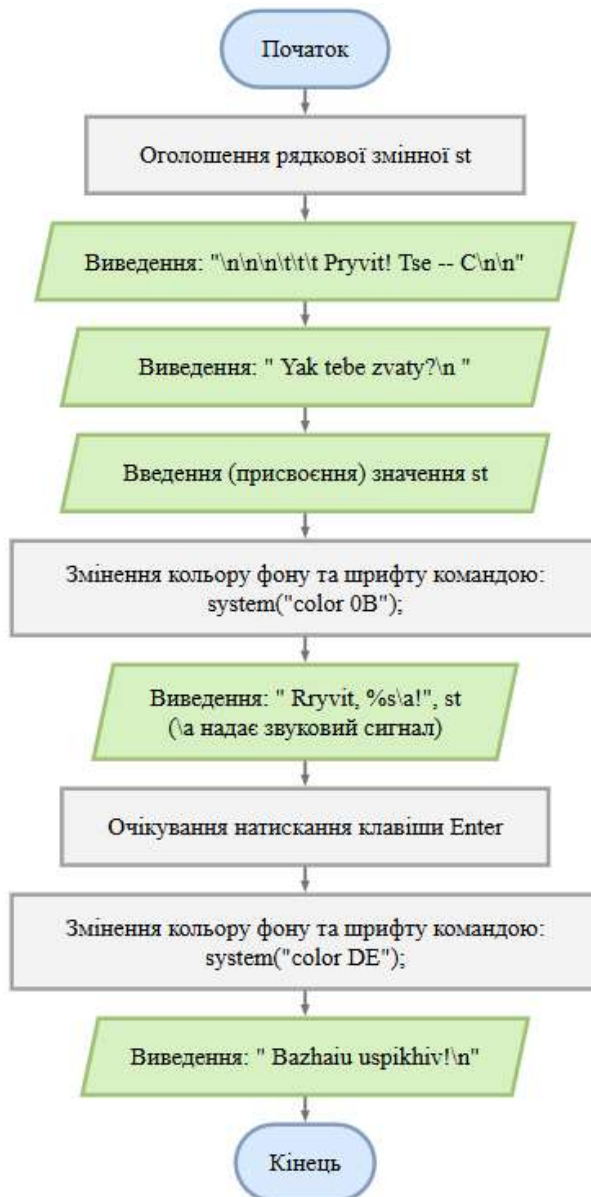 Початок
Оголошення рядкової змінної st
Виведення: "\n\n\n\t\t\t Pryvit! Tse -- C\n\n"
Виведення: " Yak tebe zvaty?\n "
Введення (присвоєння) значення st
Змінення кольору фону та шрифту командою:
system("color 0B");
Виведення: " Rryvit, %s\a!", st
(\a надає звуковий сигнал)
Очікування натискання клавіши Enter
Змінення кольору фону та шрифту командою:
system("color DE");
Виведення: " Bazhaiu uspikhiv!\n"
Кінець